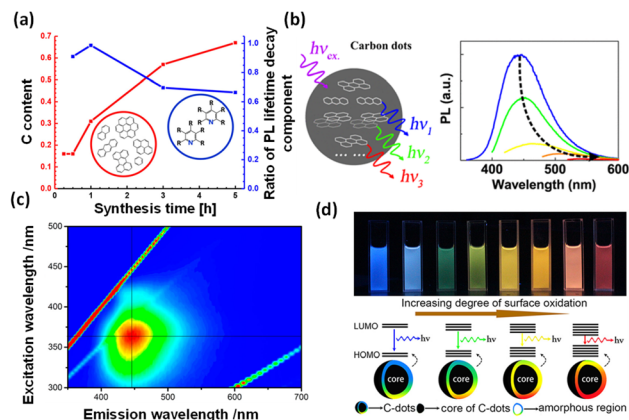 (a)
C content
0.7
0.6
0.5
0.4
0.3
0.2
0.1
0.0
0 1 2 3 4 5
Synthesis time [h]
1.0
0.8
0.6
0.4
0.2
0.0
Ratio of PL lifetime decay
component
R R R R R N
R R R R R N
(b)
Carbon dots
hνex.
hν1
hν2
hν3
PL (a.u.)
400 500 600
Wavelength (nm)
(c)
Excitation wavelength /nm
500
450
400
350
300
400 500 600 700
Emission wavelength /nm
(d)
Increasing degree of surface oxidation
LUMO
hν hν hν hν
HOMO
core core core core
C-dots core of C-dots amorphous region